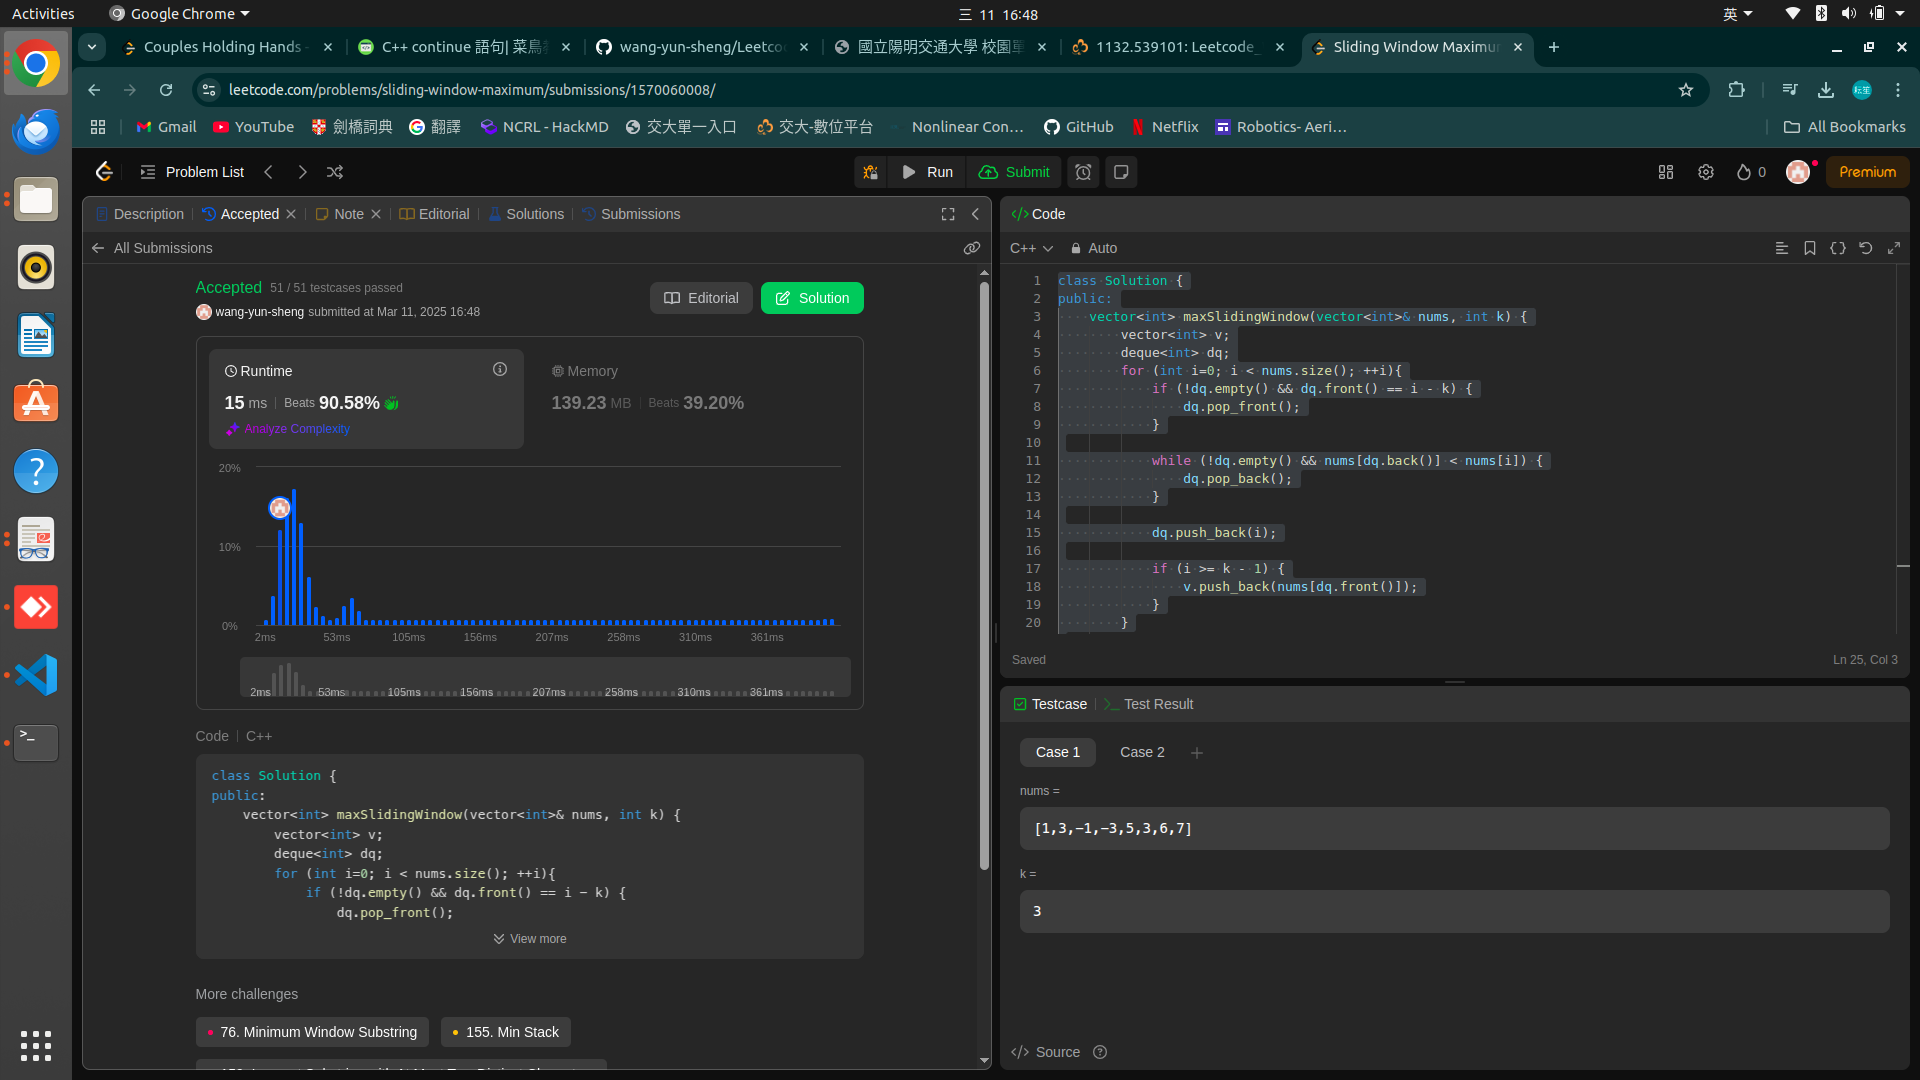 Activities
Google Chrome
三 11 16:48
英
Couples Holding Hands -
C++ continue 語句| 菜鳥
wang-yun-sheng/Leetco
國立陽明交通大學 校園單
1132.539101: Leetcode_
Sliding Window Maximum
leetcode.com/problems/sliding-window-maximum/submissions/1570060008/
Gmail
YouTube
劍橋詞典
翻譯
NCRL - HackMD
交大單一入口
交大-數位平台
Nonlinear Con...
GitHub
Netflix
Robotics- Aeri...
All Bookmarks
Problem List
Run
Submit
0
Premium
Description
Accepted
Note
Editorial
Solutions
Submissions
All Submissions
Accepted 51 / 51 testcases passed
wang-yun-sheng submitted at Mar 11, 2025 16:48
Editorial
Solution
Runtime
15 ms Beats 90.58%
Analyze Complexity
Memory
139.23 MB Beats 39.20%
20%
10%
0%
2ms 53ms 105ms 156ms 207ms 258ms 310ms 361ms
2ms 53ms 105ms 156ms 207ms 258ms 310ms 361ms
Code | C++
class Solution {
public:
    vector<int> maxSlidingWindow(vector<int>& nums, int k) {
        vector<int> v;
        deque<int> dq;
        for (int i=0; i < nums.size(); ++i){
            if (!dq.empty() && dq.front() == i - k) {
                dq.pop_front();
View more
More challenges
76. Minimum Window Substring
155. Min Stack
Code
C++
Auto
1 class Solution {
2 public:
3     vector<int> maxSlidingWindow(vector<int>& nums, int k) {
4         vector<int> v;
5         deque<int> dq;
6         for (int i=0; i < nums.size(); ++i){
7             if (!dq.empty() && dq.front() == i - k) {
8                 dq.pop_front();
9             }
10
11             while (!dq.empty() && nums[dq.back()] < nums[i]) {
12                 dq.pop_back();
13             }
14
15             dq.push_back(i);
16
17             if (i >= k - 1) {
18                 v.push_back(nums[dq.front()]);
19             }
20         }
Saved
Ln 25, Col 3
Testcase
Test Result
Case 1
Case 2
nums =
[1,3,-1,-3,5,3,6,7]
k =
3
Source